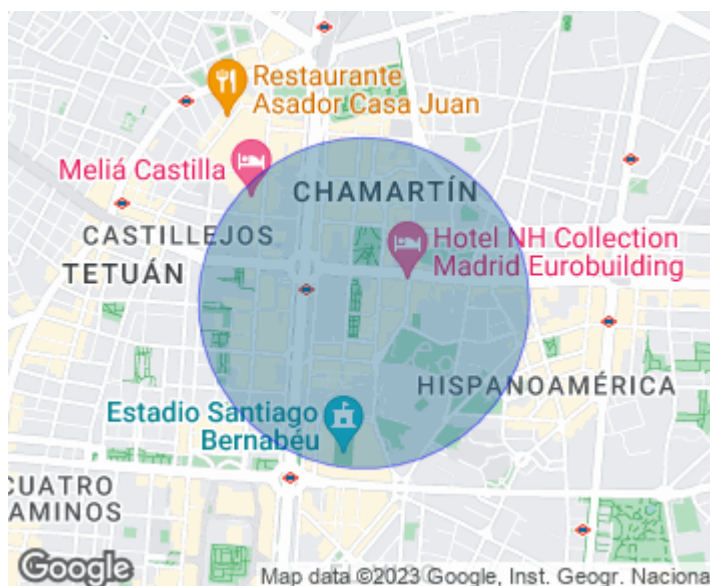 Restaurante
Asador Casa Juan
Meliá Castilla
CHAMARTÍN
CASTILLEJOS
Hotel NH Collection
Madrid Eurobuilding
TETUÁN
HISPANOAMÉRICA
Estadio Santiago
Bernabéu
CUATRO
AMINOS
Google
Map data ©2023 Google, Inst. Geogr. Naciona